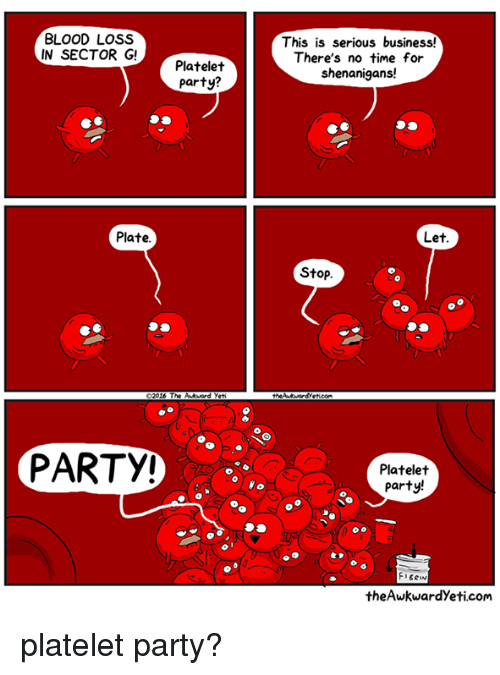 BLOOD LOSS
IN SECTOR G!
Platelet
party?
This is serious business!
There's no time for
shenanigans!
Plate.
Let.
Stop.
©2016 The Awkward Yeti
theAwkwardYeti.com
PARTY!
Platelet
party!
FIBRIN
theAwkwardYeti.com
platelet party?